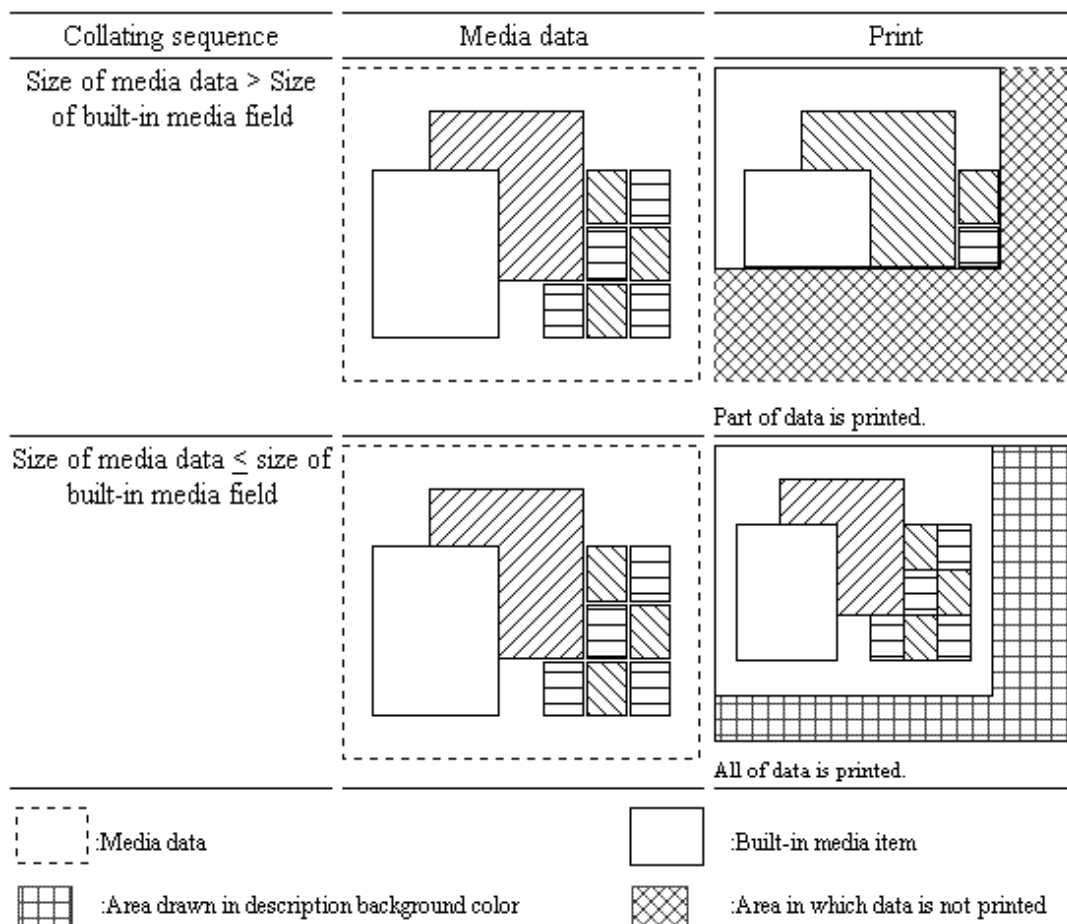 Collating sequence
Media data
Print
Size of media data > Size
of built-in media field
Part of data is printed.
Size of media data ≤ size of
built-in media field
All of data is printed.
:Media data
:Built-in media item
:Area drawn in description background color
:Area in which data is not printed